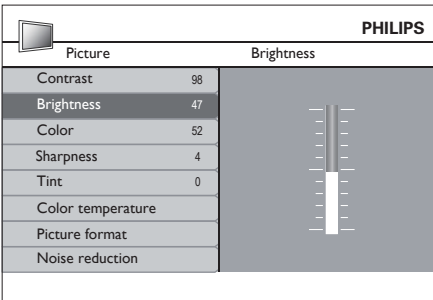 PHILIPS
Picture Brightness
Contrast 98
Brightness 47
Color 52
Sharpness 4
Tint 0
Color temperature
Picture format
Noise reduction